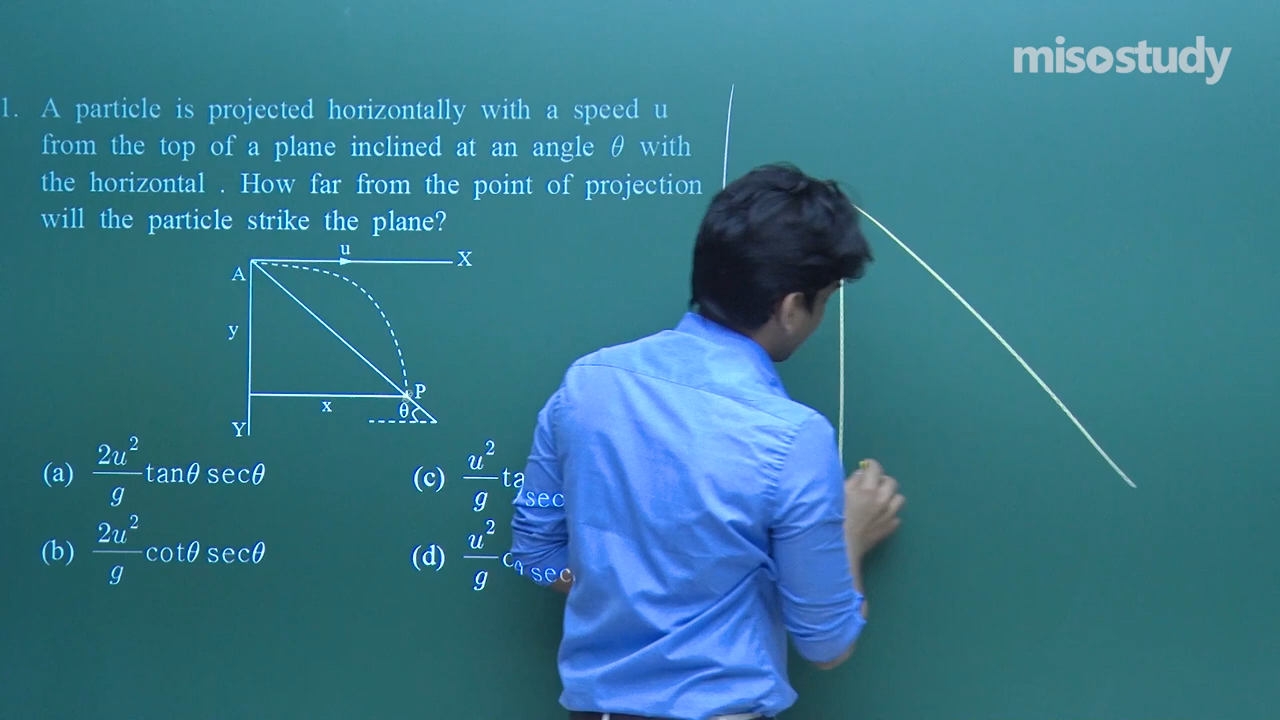 misostudy
1. A particle is projected horizontally with a speed u
from the top of a plane inclined at an angle θ with
the horizontal . How far from the point of projection
will the particle strike the plane?
u
X
A
y
P
θ
x
Y
(a) 2u²/g tanθ secθ
(c) u²/g
(b) 2u²/g cotθ secθ
(d) u²/g